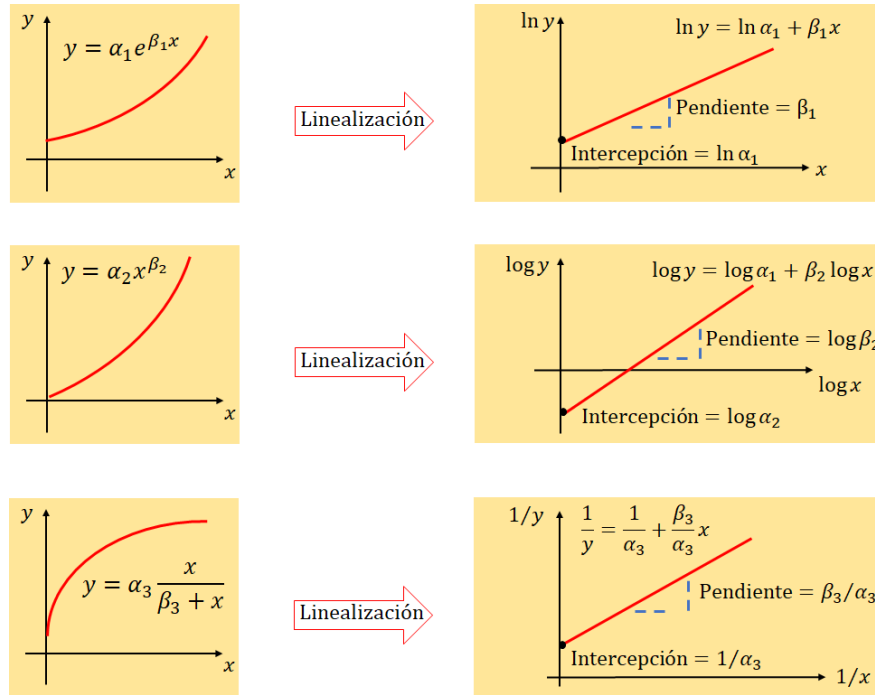 y
y = α₁e^{β₁x}
x
Linealización
ln y
ln y = ln α₁ + β₁x
Pendiente = β₁
Intercepción = ln α₁
x
y
y = α₂x^{β₂}
x
Linealización
log y
log y = log α₁ + β₂ log x
Pendiente = log β₂
log x
Intercepción = log α₂
y
y = α₃ x/(β₃ + x)
x
Linealización
1/y
1/y = 1/α₃ + β₃/α₃ x
Pendiente = β₃/α₃
Intercepción = 1/α₃
1/x